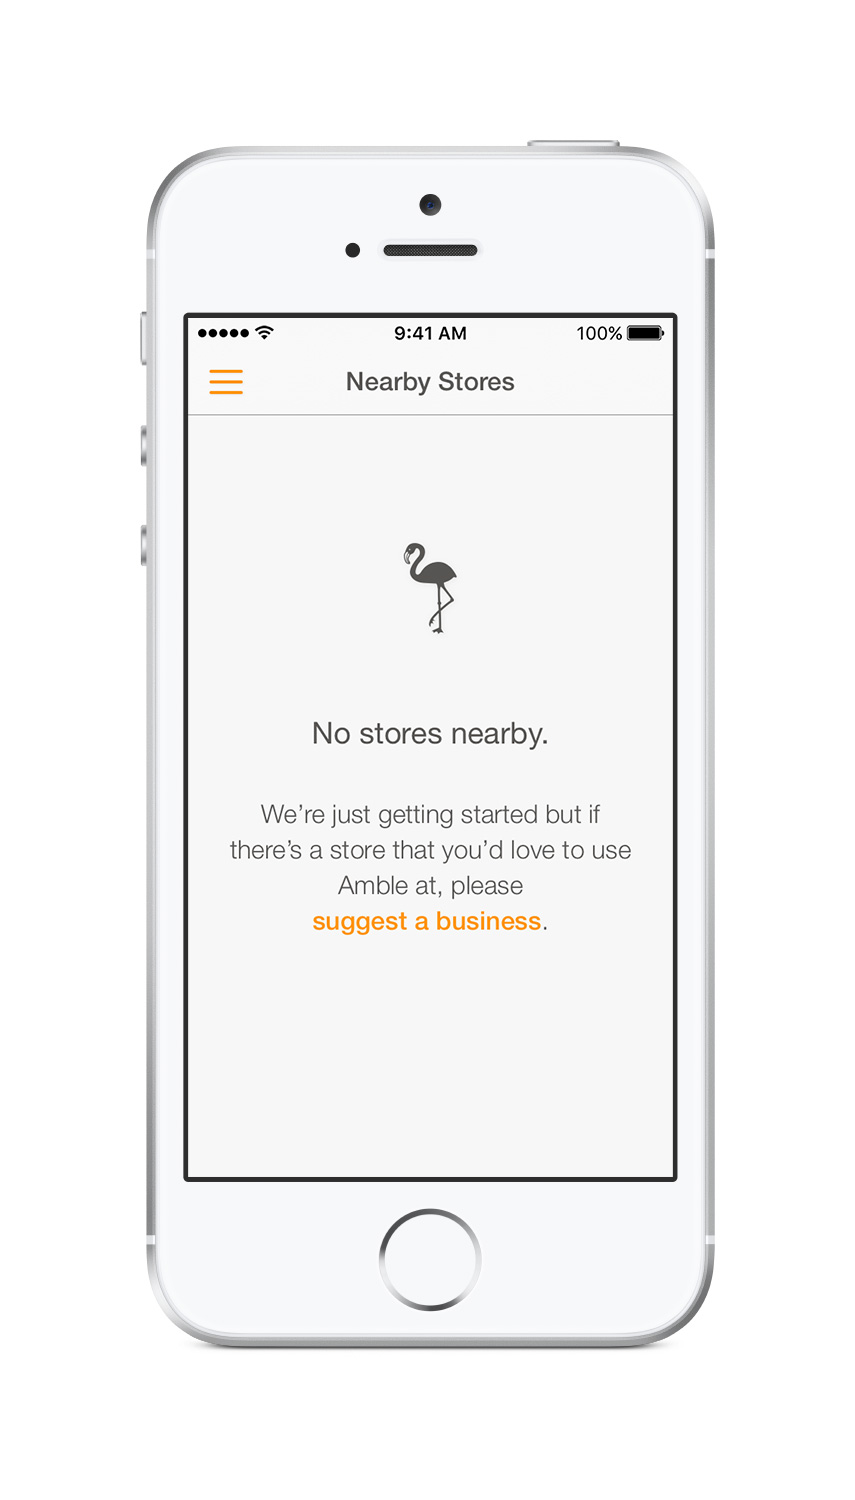 9:41 AM 100%
Nearby Stores
No stores nearby.
We’re just getting started but if
there’s a store that you’d love to use
Amble at, please
suggest a business.